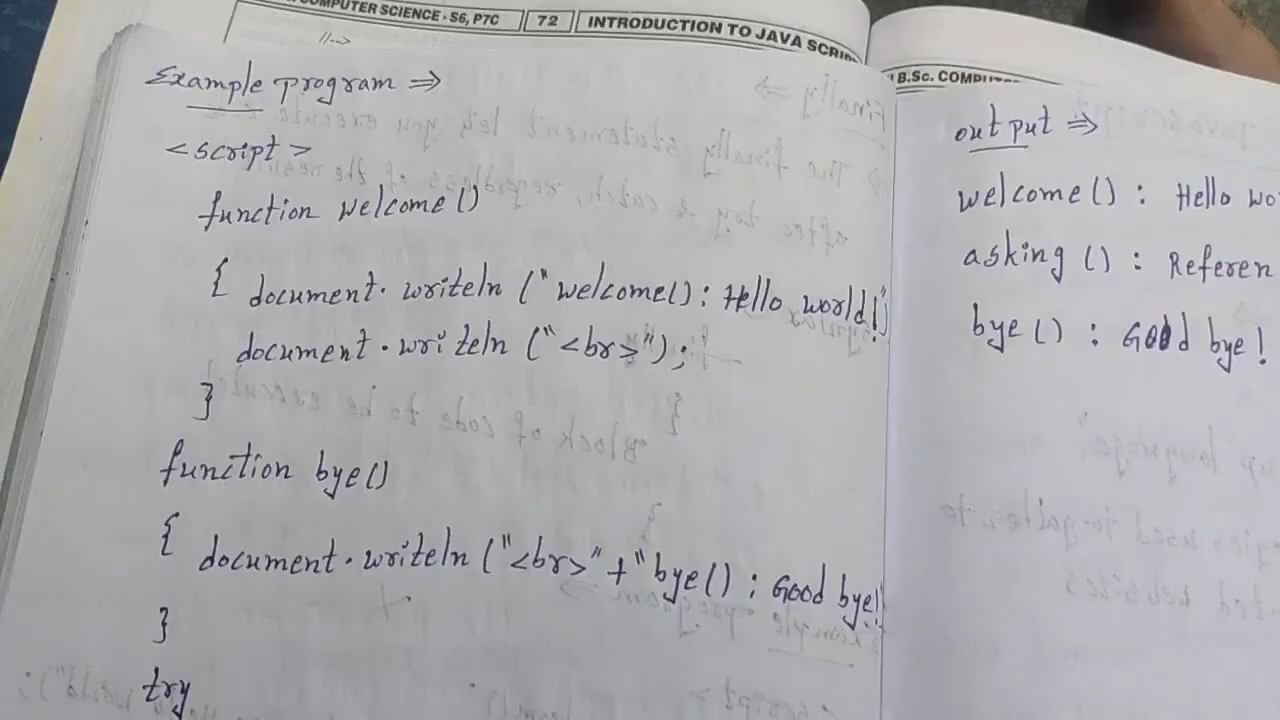 COMPUTER SCIENCE - S6, P7C 72 INTRODUCTION TO JAVA SCRIP
Example program ⇒
<script>
function welcome()
{ document.writeln ("welcome(): Hello world!")
document.writeln ("<br>");
}
function bye()
{ document.writeln ("<br>"+"bye() : Good bye!!
}
try
B.Sc. COMPUTE
output ⇒
welcome() : Hello wo
asking () : Referen
bye() : Good bye!